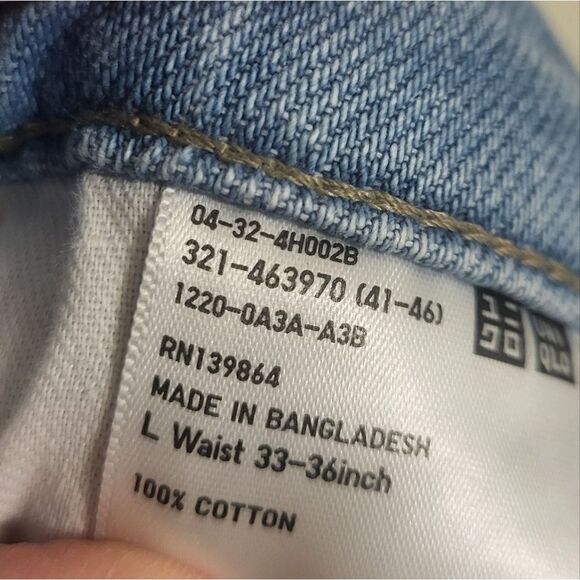 04-32-4H002B
321-463970 (41-46)
1220-0A3A-A3B
RN139864
MADE IN BANGLADESH
L Waist 33-36inch
100% COTTON